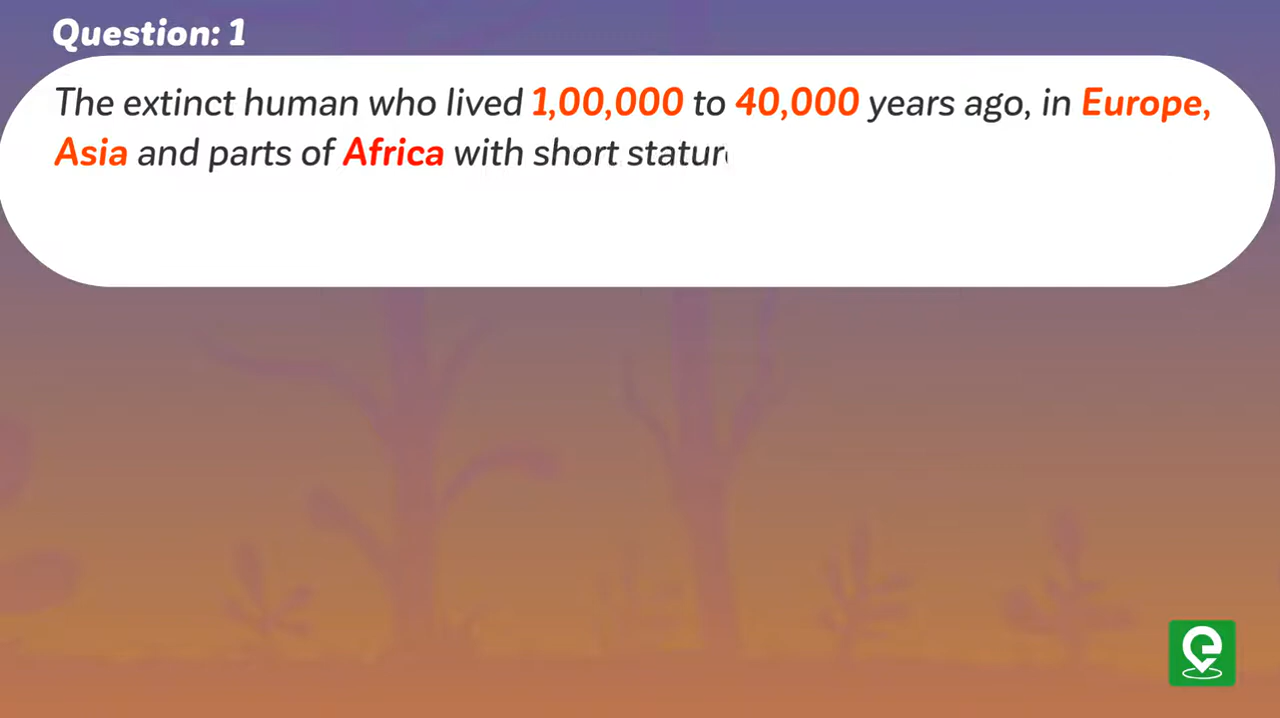 Question: 1
The extinct human who lived 1,00,000 to 40,000 years ago, in Europe,
Asia and parts of Africa with short statur